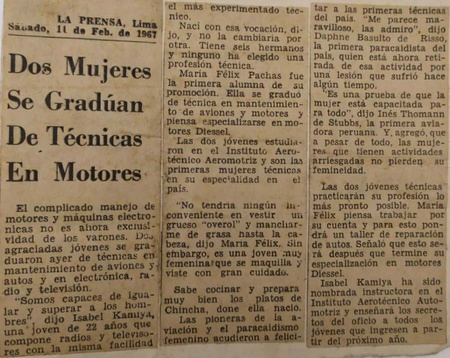 LA PRENSA, Lima
Sábado, 11 de Feb. de 1967
Dos Mujeres
Se Gradúan
De Técnicas
En Motores
El complicado manejo de
motores y máquinas electro-
nicas no es ahora exclusi-
vidad de los varones. Dos
agraciadas jóvenes se gra-
duaron ayer de técnicas en
mantenimiento de aviones y
autos y en electrónica, ra-
dio y televisión.
"Somos capaces de igua-
lar y superar a los hom-
bres", dijo Isabel Kamiya,
una joven de 22 años que
compone radios y televiso-
res con la misma facilidad
el más experimentado téc-
nico.
Nací con esa vocación, di-
jo, y no la cambiaría por
otra. Tiene seis hermanos
y ninguno ha elegido una
profesión técnica.
María Félix Pachas fue
la primera alumna de su
promoción. Ella se graduó
de técnica en mantenimien-
to de aviones y motores y
piensa especializarse en mo-
tores Diessel.
Las dos jóvenes estudia-
ron en el Instituto Aero-
técnico Aeromotriz y son las
primeras mujeres técnicas
en su especialidad en el
país.
"No tendría ningún in-
conveniente en vestir un
grueso "overol" y manchar-
me de grasa hasta la ca-
beza, dijo María Félix. Sin
embargo, es una joven muy
femeninaque se maquilla y
viste con gran cuidado.
Sabe cocinar y prepara
muy bien los platos de
Chincha, donde ella nació.
Las pioneras de la a-
viación y el paracaidismo
femenino acudieron a felici-
tar a las primeras técnicas
del país. "Me parece ma-
ravilloso, las admiro", dijo
Daphne Basulto de Risso,
la primera paracaidista del
país, quien está ahora reti-
rada de esa actividad por
una lesión que sufrió hace
algún tiempo.
"Es una prueba de que la
mujer está capacitada pa-
ra todo", dijo Inés Thomann
de Stubbs, la primera avia-
dora peruana. Y, agregó, que
a pesar de todo, las muje-
res que tienen actividades
arriesgadas no pierden su
femineidad.
Las dos jóvenes técnicas
practicarán su profesión lo
más pronto posible. María
Félix piensa trabajar por
su cuenta y para esto pon-
drá un taller de reparación
de autos. Señaló que esto se-
rá después que termine su
especialización en motores
Diessel.
Isabel Kamiya ha sido
nombrada instructora en el
Instituto Aerotécnico Auto-
motriz y enseñará los secre-
tos del oficio a todos los
jóvenes que ingresen a par-
tir del próximo año.